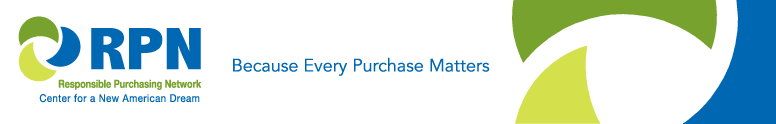 RPN
Responsible Purchasing Network
Center for a New American Dream
Because Every Purchase Matters